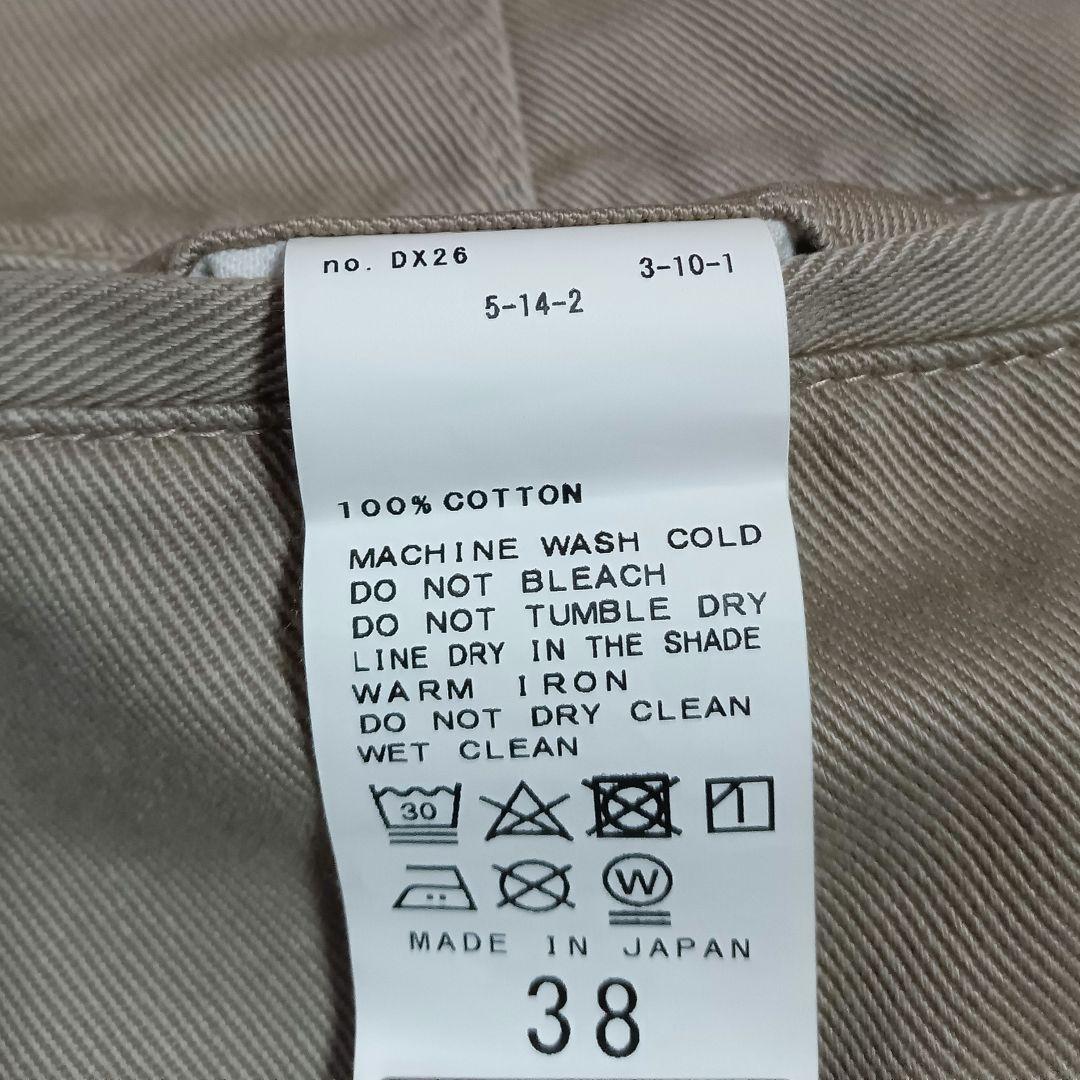 no. DX26 3-10-1
5-14-2
100% COTTON
MACHINE WASH COLD
DO NOT BLEACH
DO NOT TUMBLE DRY
LINE DRY IN THE SHADE
WARM IRON
DO NOT DRY CLEAN
WET CLEAN
30
W
MADE IN JAPAN
38